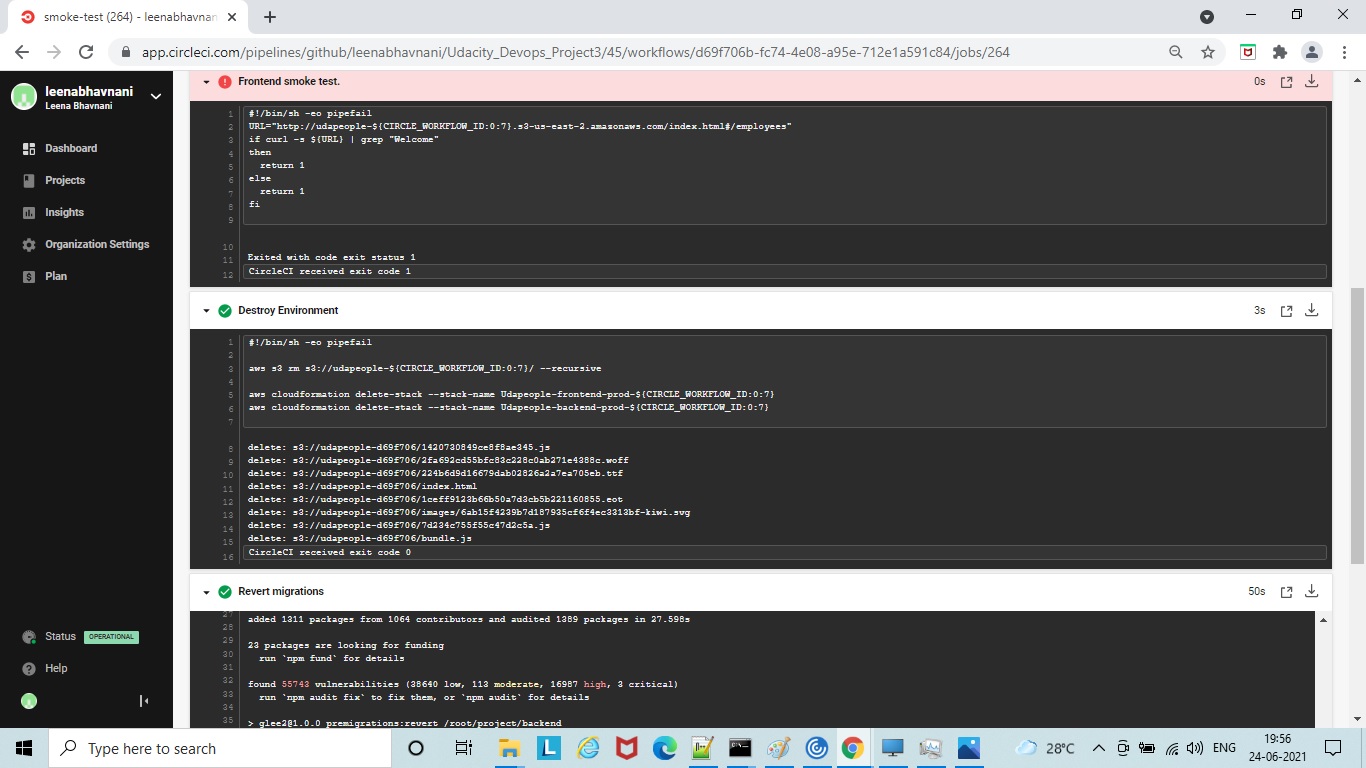 smoke-test (264) - leenabhavnan
app.circleci.com/pipelines/github/leenabhavnani/Udacity_Devops_Project3/45/workflows/d69f706b-fc74-4e08-a95e-712e1a591c84/jobs/264
leenabhavnani
Leena Bhavnani
Dashboard
Projects
Insights
Organization Settings
Plan
Status OPERATIONAL
Help
Frontend smoke test. 0s
1 #!/bin/sh -eo pipefail
2 URL="http://udapeople-${CIRCLE_WORKFLOW_ID:0:7}.s3-us-east-2.amazonaws.com/index.html#/employees"
3 if curl -s ${URL} | grep "Welcome"
4 then
5 return 1
6 else
7 return 1
8 fi
9
10
11 Exited with code exit status 1
12 CircleCI received exit code 1
Destroy Environment 3s
1 #!/bin/sh -eo pipefail
2
3 aws s3 rm s3://udapeople-${CIRCLE_WORKFLOW_ID:0:7}/ --recursive
4
5 aws cloudformation delete-stack --stack-name Udapeople-frontend-prod-${CIRCLE_WORKFLOW_ID:0:7}
6 aws cloudformation delete-stack --stack-name Udapeople-backend-prod-${CIRCLE_WORKFLOW_ID:0:7}
7
8 delete: s3://udapeople-d69f706/1420730849ce8f8ae345.js
9 delete: s3://udapeople-d69f706/2fa692cd55bfc83c228c0ab271e4388c.woff
10 delete: s3://udapeople-d69f706/224b6d9d16679dab02826a2a7ea705eb.ttf
11 delete: s3://udapeople-d69f706/index.html
12 delete: s3://udapeople-d69f706/1ceff9123b66b50a7d3cb5b221160855.eot
13 delete: s3://udapeople-d69f706/images/6ab15f4239b7d187935cf6f4ec3313bf-kiwi.svg
14 delete: s3://udapeople-d69f706/7d234c755f55c47d2c5a.js
15 delete: s3://udapeople-d69f706/bundle.js
16 CircleCI received exit code 0
Revert migrations 50s
27
28 added 1311 packages from 1064 contributors and audited 1389 packages in 27.598s
29
30 23 packages are looking for funding
31 run `npm fund` for details
32
33 found 55743 vulnerabilities (38640 low, 113 moderate, 16987 high, 3 critical)
34 run `npm audit fix` to fix them, or `npm audit` for details
35
> glee2@1.0.0 premigrations:revert /root/project/backend
Type here to search
28°C
ENG
19:56
24-06-2021